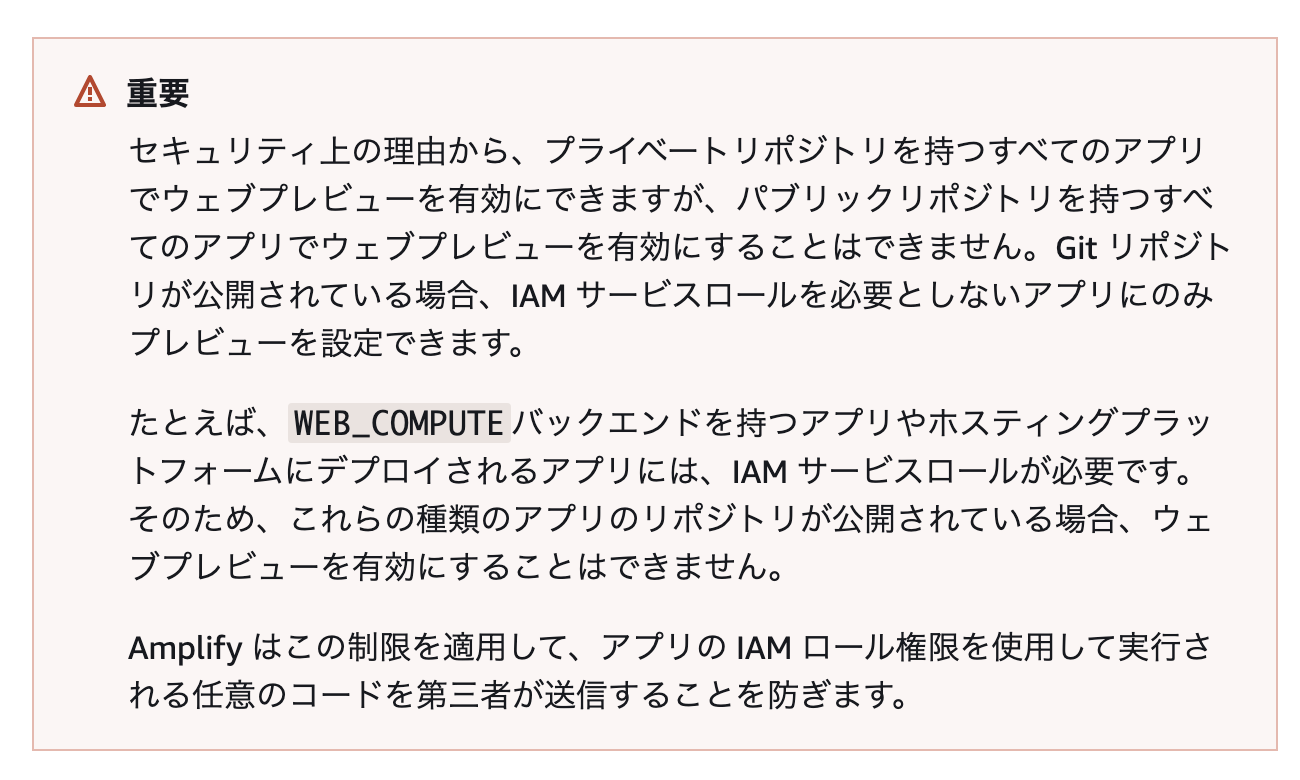 重要
セキュリティ上の理由から、プライベートリポジトリを持つすべてのアプリ
でウェブプレビューを有効にできますが、パブリックリポジトリを持つすべ
てのアプリでウェブプレビューを有効にすることはできません。Git リポジト
リが公開されている場合、IAM サービスロールを必要としないアプリにのみ
プレビューを設定できます。
たとえば、WEB_COMPUTEバックエンドを持つアプリやホスティングプラッ
トフォームにデプロイされるアプリには、IAM サービスロールが必要です。
そのため、これらの種類のアプリのリポジトリが公開されている場合、ウェ
ブプレビューを有効にすることはできません。
Amplify はこの制限を適用して、アプリの IAM ロール権限を使用して実行さ
れる任意のコードを第三者が送信することを防ぎます。